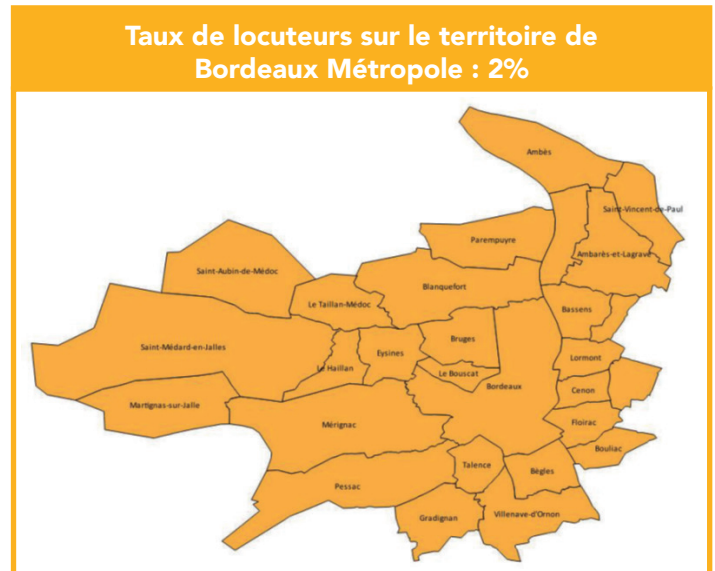 Taux de locuteurs sur le territoire de
Bordeaux Métropole : 2%
Ambès
Saint-Vincent-de-Paul
Parempuyre
Ambarès-et-Lagrave
Saint-Aubin-de-Médoc
Blanquefort
Le Taillan-Médoc
Bassens
Bruges
Saint-Médard-en-Jalles
Eysines
Lormont
Le Haillan
Le Bouscat
Bordeaux
Cenon
Martignas-sur-Jalle
Floirac
Mérignac
Bouliac
Talence
Bègles
Pessac
Villenave-d'Ornon
Gradignan